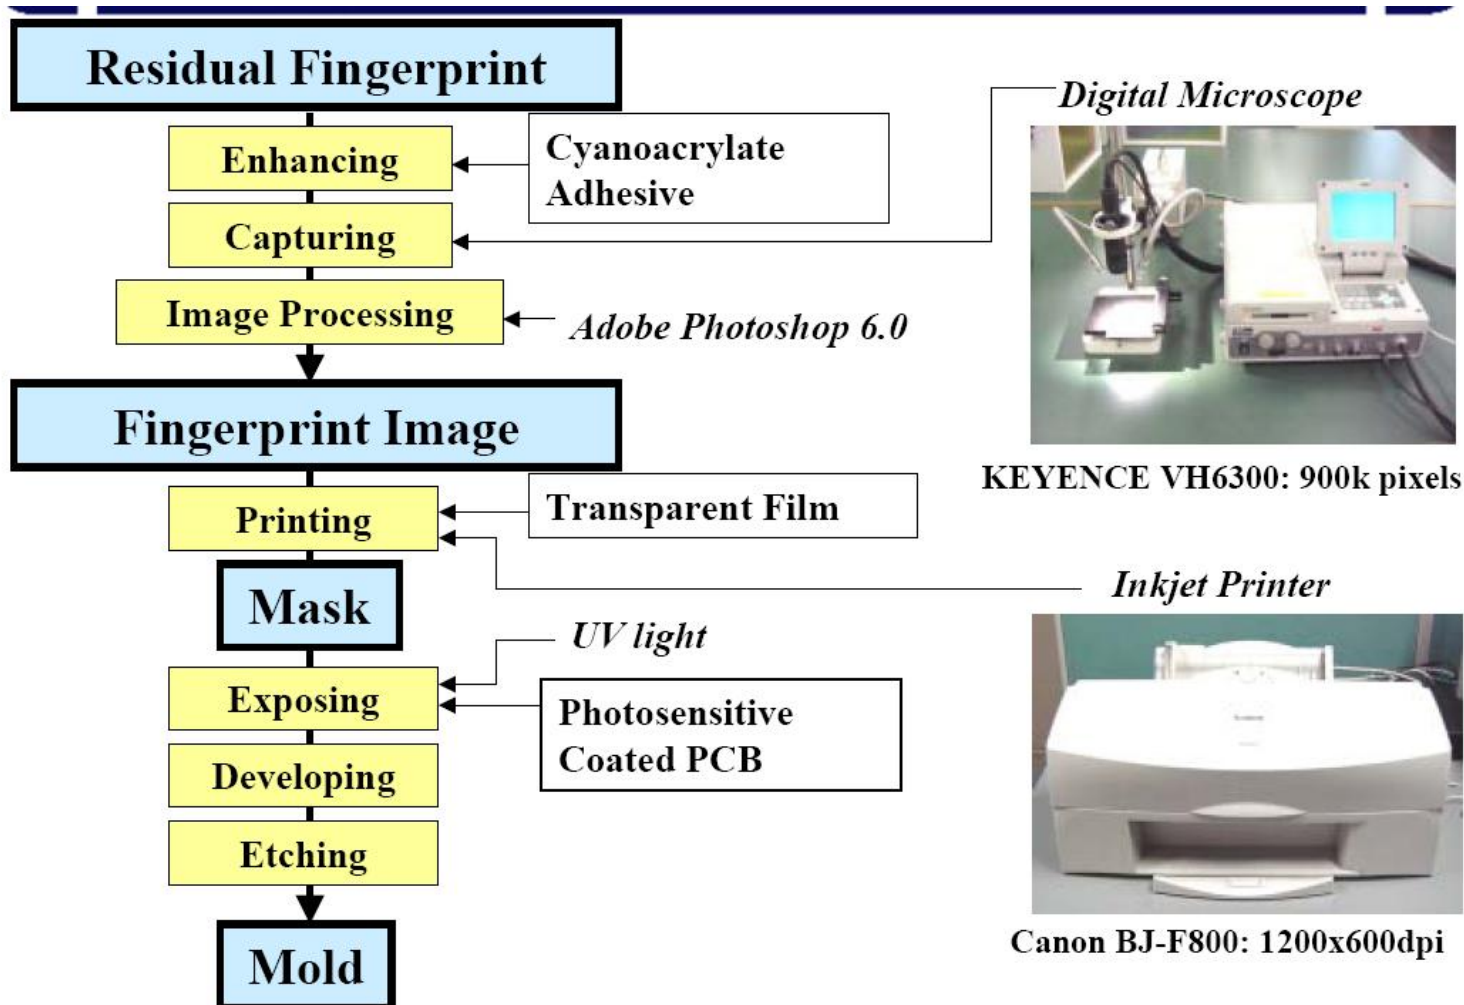 Residual Fingerprint
Enhancing
Cyanoacrylate
Adhesive
Capturing
Digital Microscope
Image Processing
Adobe Photoshop 6.0
KEYENCE VH6300: 900k pixels
Fingerprint Image
Printing
Transparent Film
Inkjet Printer
Mask
UV light
Exposing
Photosensitive
Coated PCB
Developing
Etching
Mold
Canon BJ-F800: 1200x600dpi